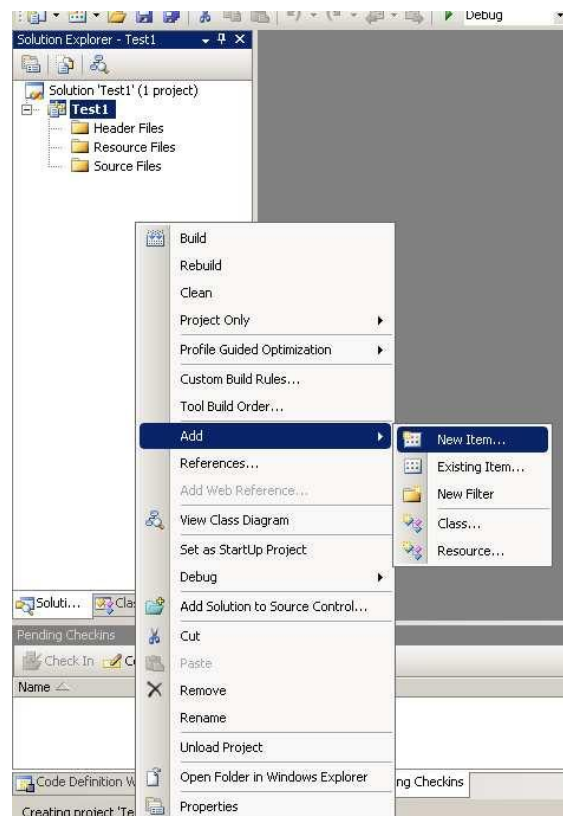 Debug
Solution Explorer - Test1
Solution 'Test1' (1 project)
Test1
Header Files
Resource Files
Source Files
Build
Rebuild
Clean
Project Only
Profile Guided Optimization
Custom Build Rules...
Tool Build Order...
Add
New Item...
References...
Existing Item...
Add Web Reference...
New Filter
View Class Diagram
Class...
Set as StartUp Project
Resource...
Debug
Soluti... Cla
Add Solution to Source Control...
Pending Checkins
Cut
Check In C
Paste
Name
Remove
Rename
Unload Project
Code Definition W
Open Folder in Windows Explorer
ng Checkins
Creating project 'Te
Properties